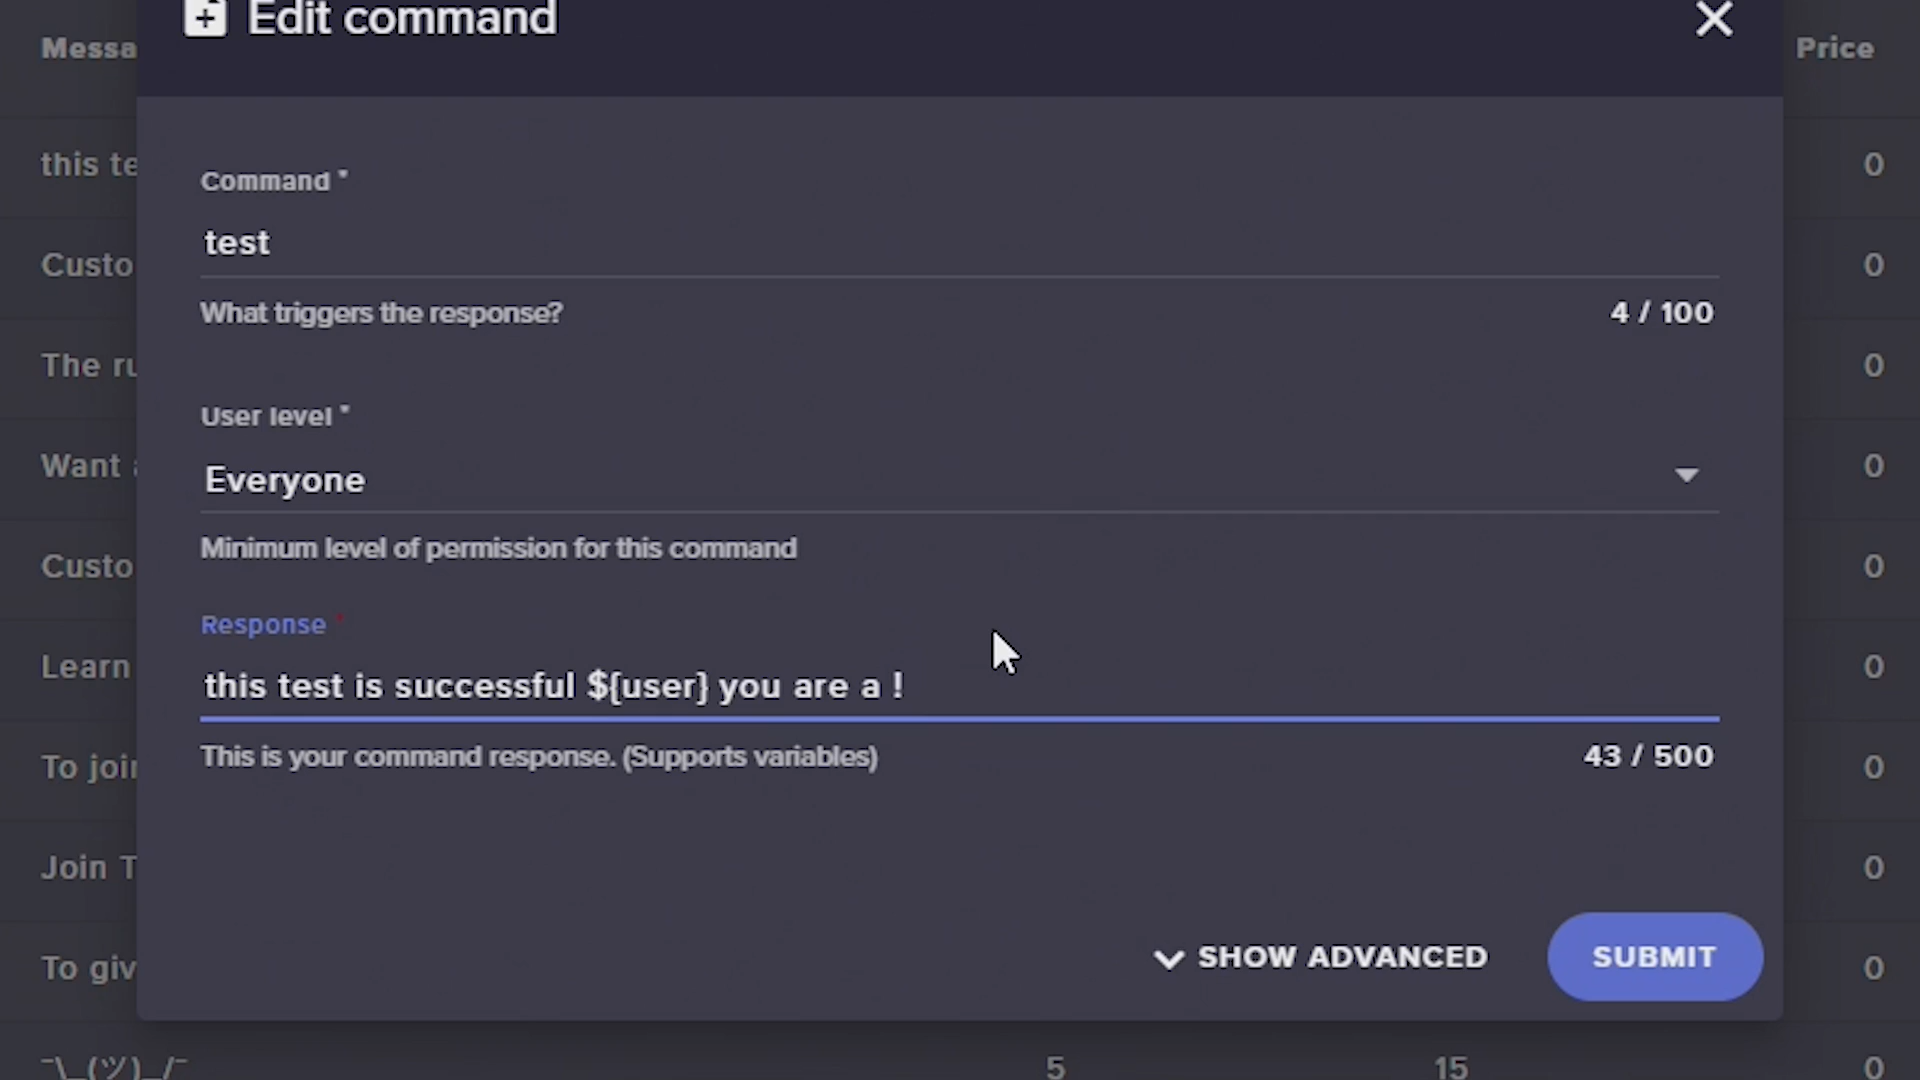 Edit command
Messa
Price
this te
0
Command *
test
Custo
0
What triggers the response?
4 / 100
The ru
0
User level *
Want
0
Everyone
Minimum level of permission for this command
Custo
0
Response *
Learn
0
this test is successful ${user} you are a !
This is your command response. (Supports variables)
43 / 500
To join
0
Join T
0
To giv
0
SHOW ADVANCED
SUBMIT
¯\_(ツ)_/¯
5
15
0